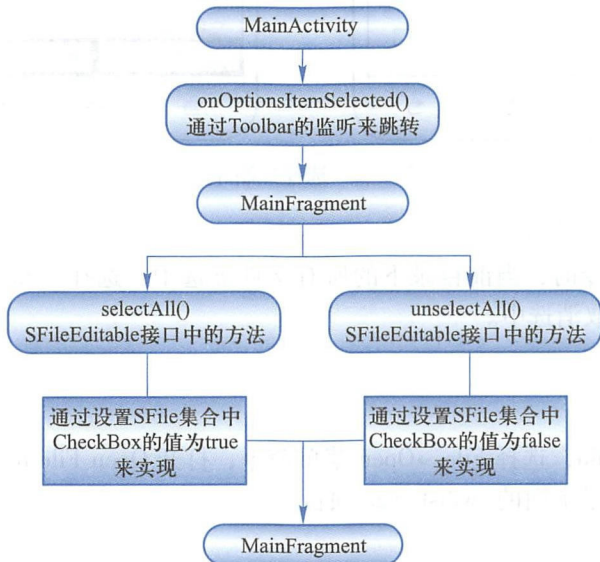 MainActivity
onOptionsItemSelected()
通过Toolbar的监听来跳转
MainFragment
selectAll()
SFileEditable接口中的方法
unselectAll()
SFileEditable接口中的方法
通过设置SFile集合中
CheckBox的值为true
来实现
通过设置SFile集合中
CheckBox的值为false
来实现
MainFragment